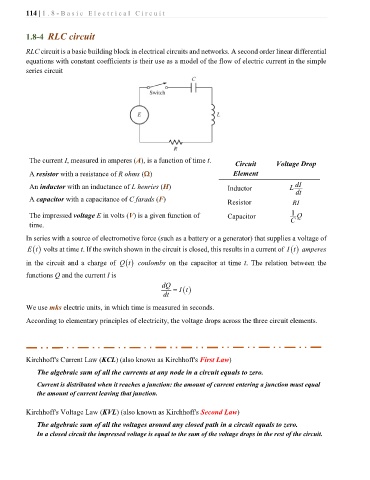 114 | 1 . 8 - B a s i c E l e c t r i c a l C i r c u i t
1.8-4 RLC circuit
RLC circuit is a basic building block in electrical circuits and networks. A second order linear differential
equations with constant coefficients is their use as a model of the flow of electric current in the simple
series circuit
C
Switch
E
L
R
The current I, measured in amperes (A), is a function of time t.
A resistor with a resistance of R ohms (Ω)
An inductor with an inductance of L henries (H)
A capacitor with a capacitance of C farads (F)
The impressed voltage E in volts (V) is a given function of
time.
Circuit Element Voltage Drop
Inductor L dI/dt
Resistor RI
Capacitor 1/C Q
In series with a source of electromotive force (such as a battery or a generator) that supplies a voltage of
E(t) volts at time t. If the switch shown in the circuit is closed, this results in a current of I(t) amperes
in the circuit and a charge of Q(t) coulombs on the capacitor at time t. The relation between the
functions Q and the current I is
dQ/dt = I(t)
We use mks electric units, in which time is measured in seconds.
According to elementary principles of electricity, the voltage drops across the three circuit elements.
Kirchhoff's Current Law (KCL) (also known as Kirchhoff's First Law)
The algebraic sum of all the currents at any node in a circuit equals to zero.
Current is distributed when it reaches a junction: the amount of current entering a junction must equal
the amount of current leaving that junction.
Kirchhoff's Voltage Law (KVL) (also known as Kirchhoff's Second Law)
The algebraic sum of all the voltages around any closed path in a circuit equals to zero.
In a closed circuit the impressed voltage is equal to the sum of the voltage drops in the rest of the circuit.